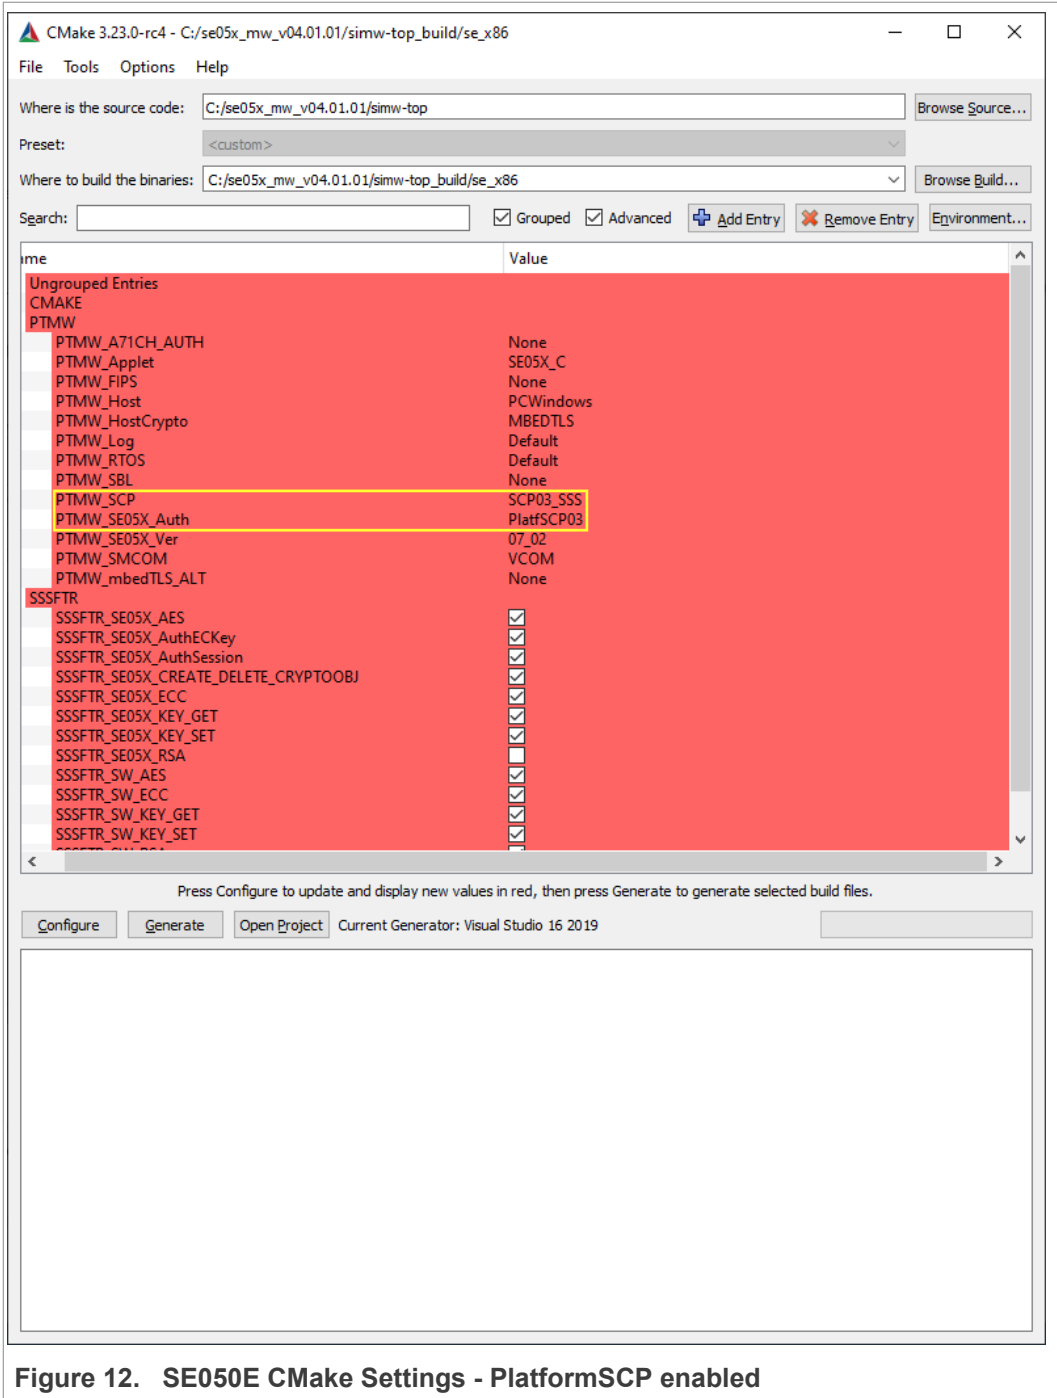 CMake 3.23.0-rc4 - C:/se05x_mw_v04.01.01/simw-top_build/se_x86
File Tools Options Help
Where is the source code: C:/se05x_mw_v04.01.01/simw-top Browse Source...
Preset: <custom>
Where to build the binaries: C:/se05x_mw_v04.01.01/simw-top_build/se_x86 Browse Build...
Search: Grouped Advanced Add Entry Remove Entry Environment...
Value
Ungrouped Entries
CMAKE
PTMW
PTMW_A71CH_AUTH None
PTMW_Applet SE05X_C
PTMW_FIPS None
PTMW_Host PCWindows
PTMW_HostCrypto MBEDTLS
PTMW_Log Default
PTMW_RTOS Default
PTMW_SBL None
PTMW_SCP SCP03_SSS
PTMW_SE05X_Auth PlatfSCP03
PTMW_SE05X_Ver 07_02
PTMW_SMCOM VCOM
PTMW_mbedTLS_ALT None
SSSFTR
SSSFTR_SE05X_AES
SSSFTR_SE05X_AuthECKey
SSSFTR_SE05X_AuthSession
SSSFTR_SE05X_CREATE_DELETE_CRYPTOOBJ
SSSFTR_SE05X_ECC
SSSFTR_SE05X_KEY_GET
SSSFTR_SE05X_KEY_SET
SSSFTR_SE05X_RSA
SSSFTR_SW_AES
SSSFTR_SW_ECC
SSSFTR_SW_KEY_GET
SSSFTR_SW_KEY_SET
Press Configure to update and display new values in red, then press Generate to generate selected build files.
Configure Generate Open Project Current Generator: Visual Studio 16 2019
Figure 12. SE050E CMake Settings - PlatformSCP enabled